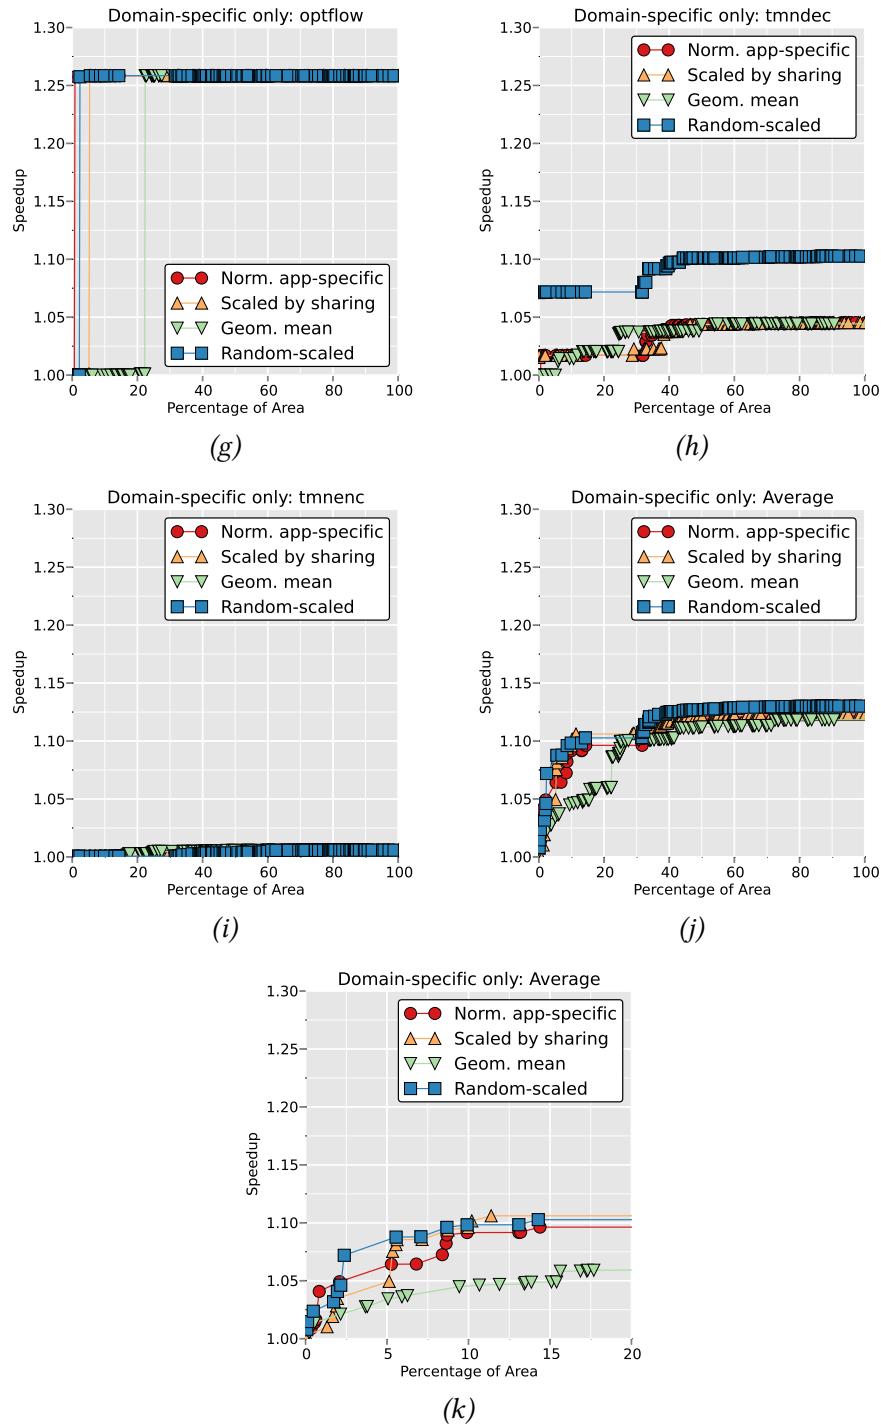 Domain-specific only: optflow
1.30
1.25
1.20
1.15
1.10
1.05
1.00
Speedup
Norm. app-specific
Scaled by sharing
Geom. mean
Random-scaled
0 20 40 60 80 100
Percentage of Area
(g)
Domain-specific only: tmndec
1.30
1.25
1.20
1.15
1.10
1.05
1.00
Speedup
Norm. app-specific
Scaled by sharing
Geom. mean
Random-scaled
0 20 40 60 80 100
Percentage of Area
(h)
Domain-specific only: tmnenc
1.30
1.25
1.20
1.15
1.10
1.05
1.00
Speedup
Norm. app-specific
Scaled by sharing
Geom. mean
Random-scaled
0 20 40 60 80 100
Percentage of Area
(i)
Domain-specific only: Average
1.30
1.25
1.20
1.15
1.10
1.05
1.00
Speedup
Norm. app-specific
Scaled by sharing
Geom. mean
Random-scaled
0 20 40 60 80 100
Percentage of Area
(j)
Domain-specific only: Average
1.30
1.25
1.20
1.15
1.10
1.05
1.00
Speedup
Norm. app-specific
Scaled by sharing
Geom. mean
Random-scaled
0 5 10 15 20
Percentage of Area
(k)